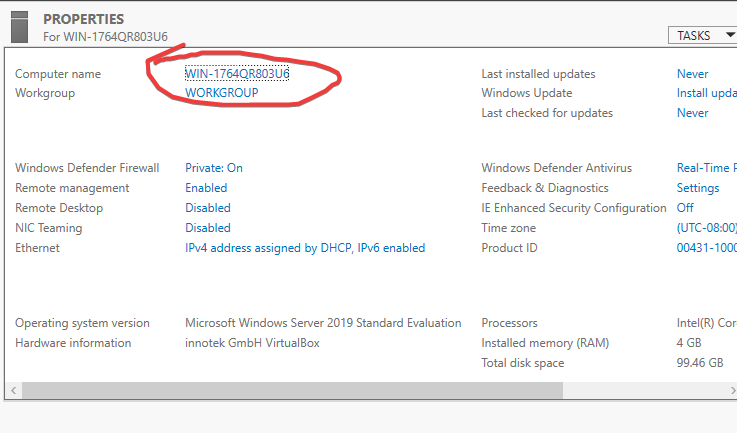 PROPERTIES
For WIN-1764QR803U6
TASKS
Computer name WIN-1764QR803U6 Last installed updates Never
Workgroup WORKGROUP Windows Update Install upda
Last checked for updates Never
Windows Defender Firewall Private: On Windows Defender Antivirus Real-Time P
Remote management Enabled Feedback & Diagnostics Settings
Remote Desktop Disabled IE Enhanced Security Configuration Off
NIC Teaming Disabled Time zone (UTC-08:00)
Ethernet IPv4 address assigned by DHCP, IPv6 enabled Product ID 00431-1000
Operating system version Microsoft Windows Server 2019 Standard Evaluation Processors Intel(R) Cor
Hardware information innotek GmbH VirtualBox Installed memory (RAM) 4 GB
Total disk space 99.46 GB